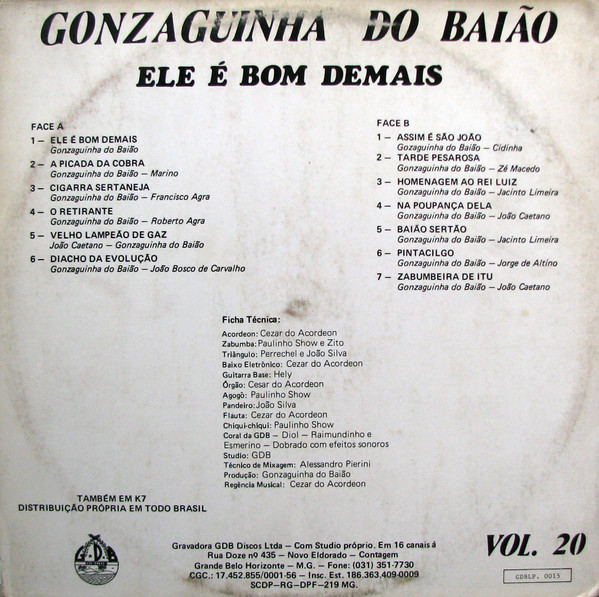 GONZAGUINHA DO BAIÃO
ELE É BOM DEMAIS
FACE A
1 – ELE É BOM DEMAIS
Gonzaguinha do Baião
2 – A PICADA DA COBRA
Gonzaguinha do Baião – Marino
3 – CIGARRA SERTANEJA
Gonzaguinha do Baião – Francisco Agra
4 – O RETIRANTE
Gonzaguinha do Baião – Roberto Agra
5 – VELHO LAMPEÃO DE GAZ
João Caetano – Gonzaguinha do Baião
6 – DIACHO DA EVOLUÇÃO
Gonzaguinha do Baião – João Bosco de Carvalho
FACE B
1 – ASSIM É SÃO JOÃO
Gozaguinha do Baião – Cidinha
2 – TARDE PESAROSA
Gonzaguinha do Baião – Zé Macedo
3 – HOMENAGEM AO REI LUIZ
Gonzaguinha do Baião – Jacinto Limeira
4 – NA POUPANÇA DELA
Gonzaguinha do Baião – João Caetano
5 – BAIÃO SERTÃO
Gonzaguinha do Baião – Jacinto Limeira
6 – PINTACILGO
Gonzaguinha do Baião – Jorge de Altino
7 – ZABUMBEIRA DE ITU
Gonzaguinha do Baião – João Caetano
Ficha Técnica:
Acordeon: Cezar do Acordeon
Zabumba: Paulinho Show e Zito
Triângulo: Perrechel e João Silva
Baixo Eletrônico: Cezar do Acordeon
Guitarra Base: Hely
Órgão: Cesar do Acordeon
Agogô: Paulinho Show
Pandeiro: João Silva
Flauta: Cezar do Acordeon
Chiqui-chiqui: Paulinho Show
Coral da GDB – Diol – Raimundinho e
Esmerino – Dobrado com efeitos sonoros
Studio: GDB
Técnico de Mixagem: Alessandro Pierini
Produção: Gonzaguinha do Baião
Regência Musical: Cezar do Acordeon
TAMBÉM EM K7
DISTRIBUIÇÃO PRÓPRIA EM TODO BRASIL
Gravadora GDB Discos Ltda – Com Studio próprio. Em 16 canais á
Rua Doze nº 435 – Novo Eldorado – Contagem
Grande Belo Horizonte – M.G. – Fone: (031) 351-7730
CGC.: 17.452.855/0001-56 – Insc. Est. 186.363.409-0009
SCDP-RG-DPF-219 MG.
VOL. 20
GDBLP. 0015